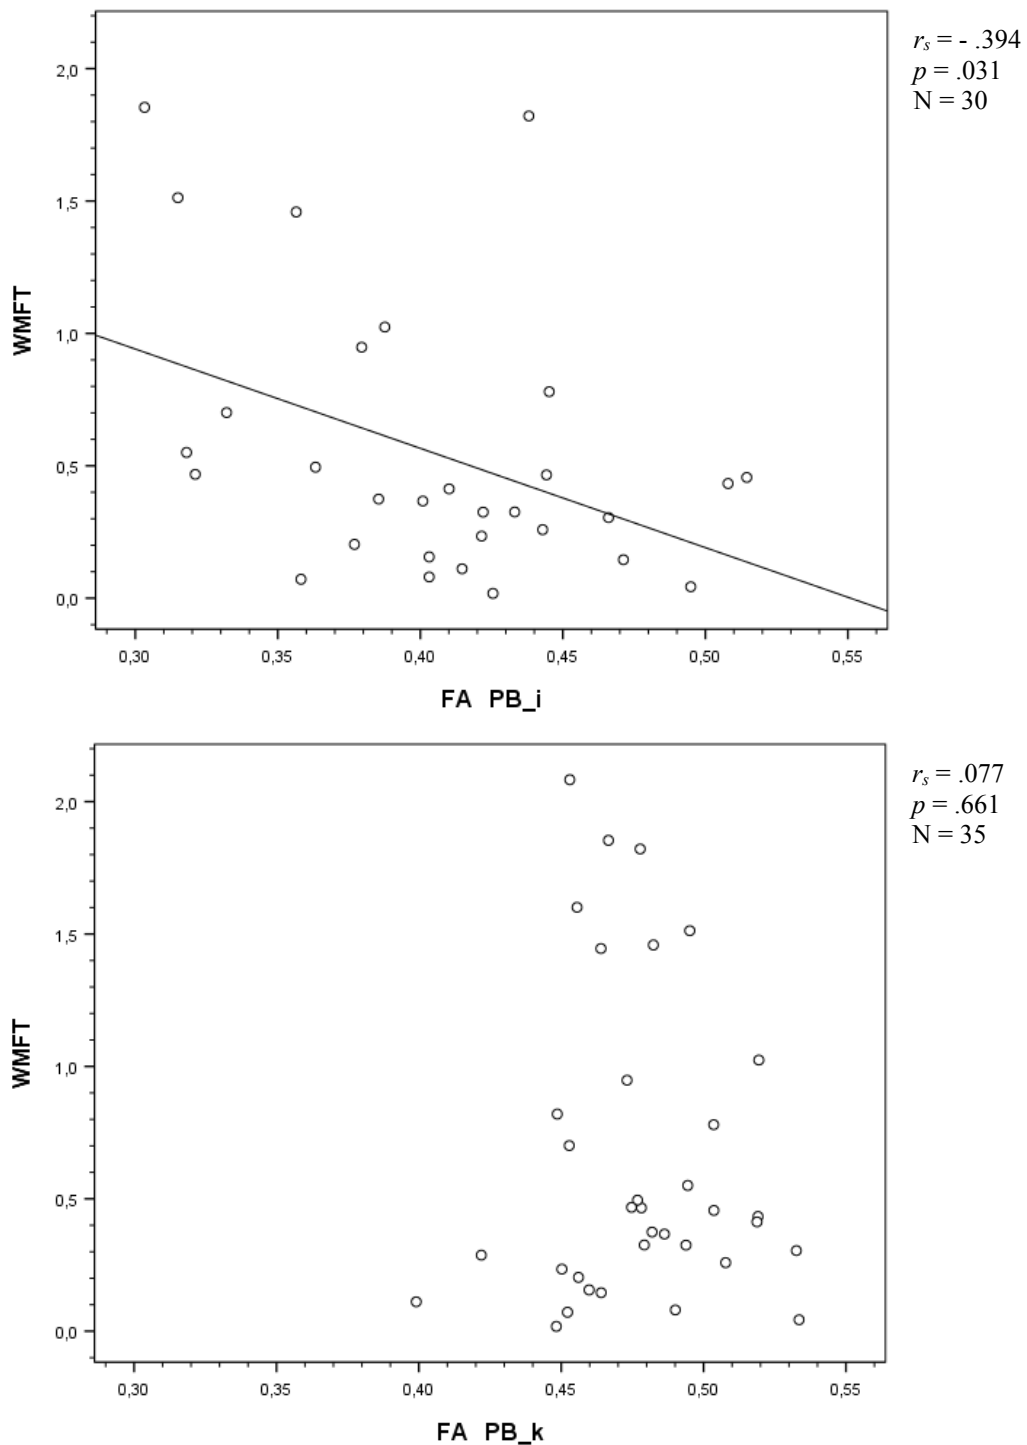 r_s = - .394
p = .031
N = 30
2,0
1,5
1,0
0,5
0,0
WMFT
0,30 0,35 0,40 0,45 0,50 0,55
FA PB_i
r_s = .077
p = .661
N = 35
2,0
1,5
1,0
0,5
0,0
WMFT
0,30 0,35 0,40 0,45 0,50 0,55
FA PB_k